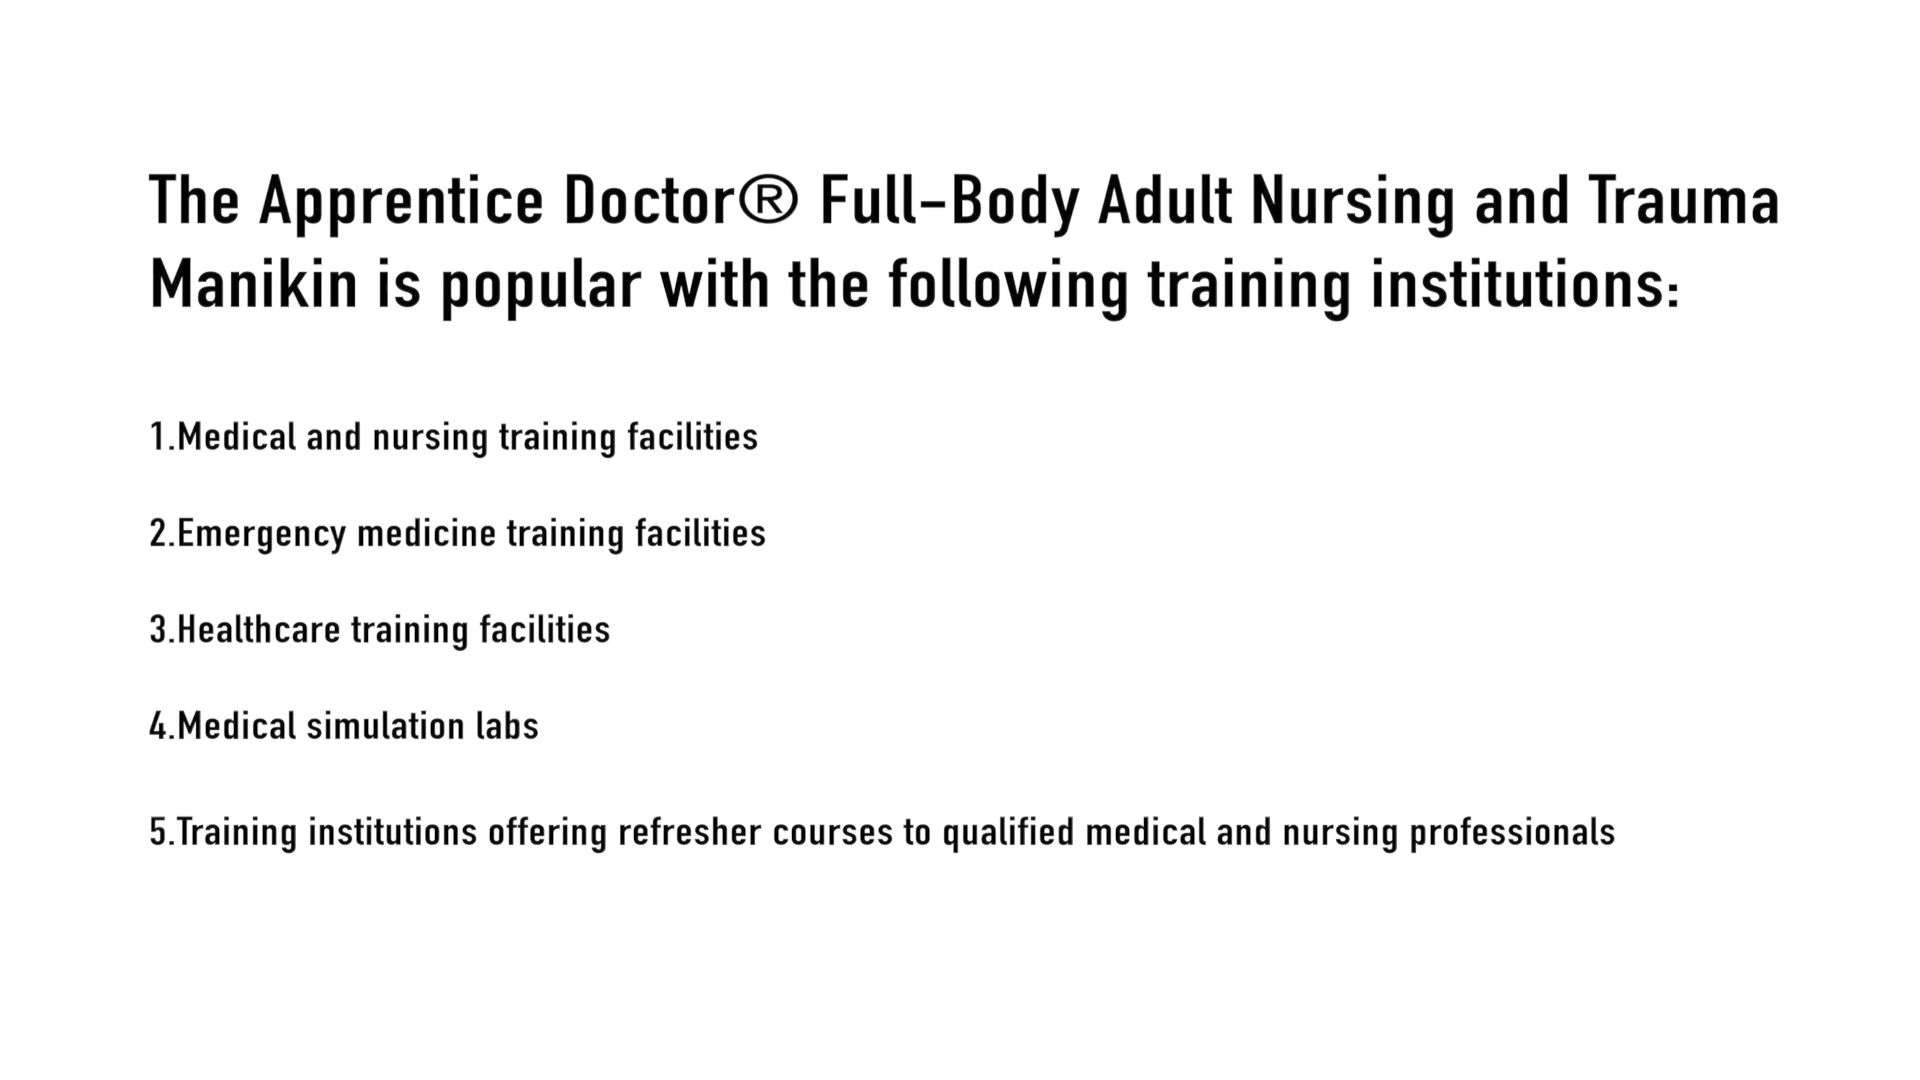 The Apprentice Doctor® Full-Body Adult Nursing and Trauma
Manikin is popular with the following training institutions:
1.Medical and nursing training facilities
2.Emergency medicine training facilities
3.Healthcare training facilities
4.Medical simulation labs
5.Training institutions offering refresher courses to qualified medical and nursing professionals